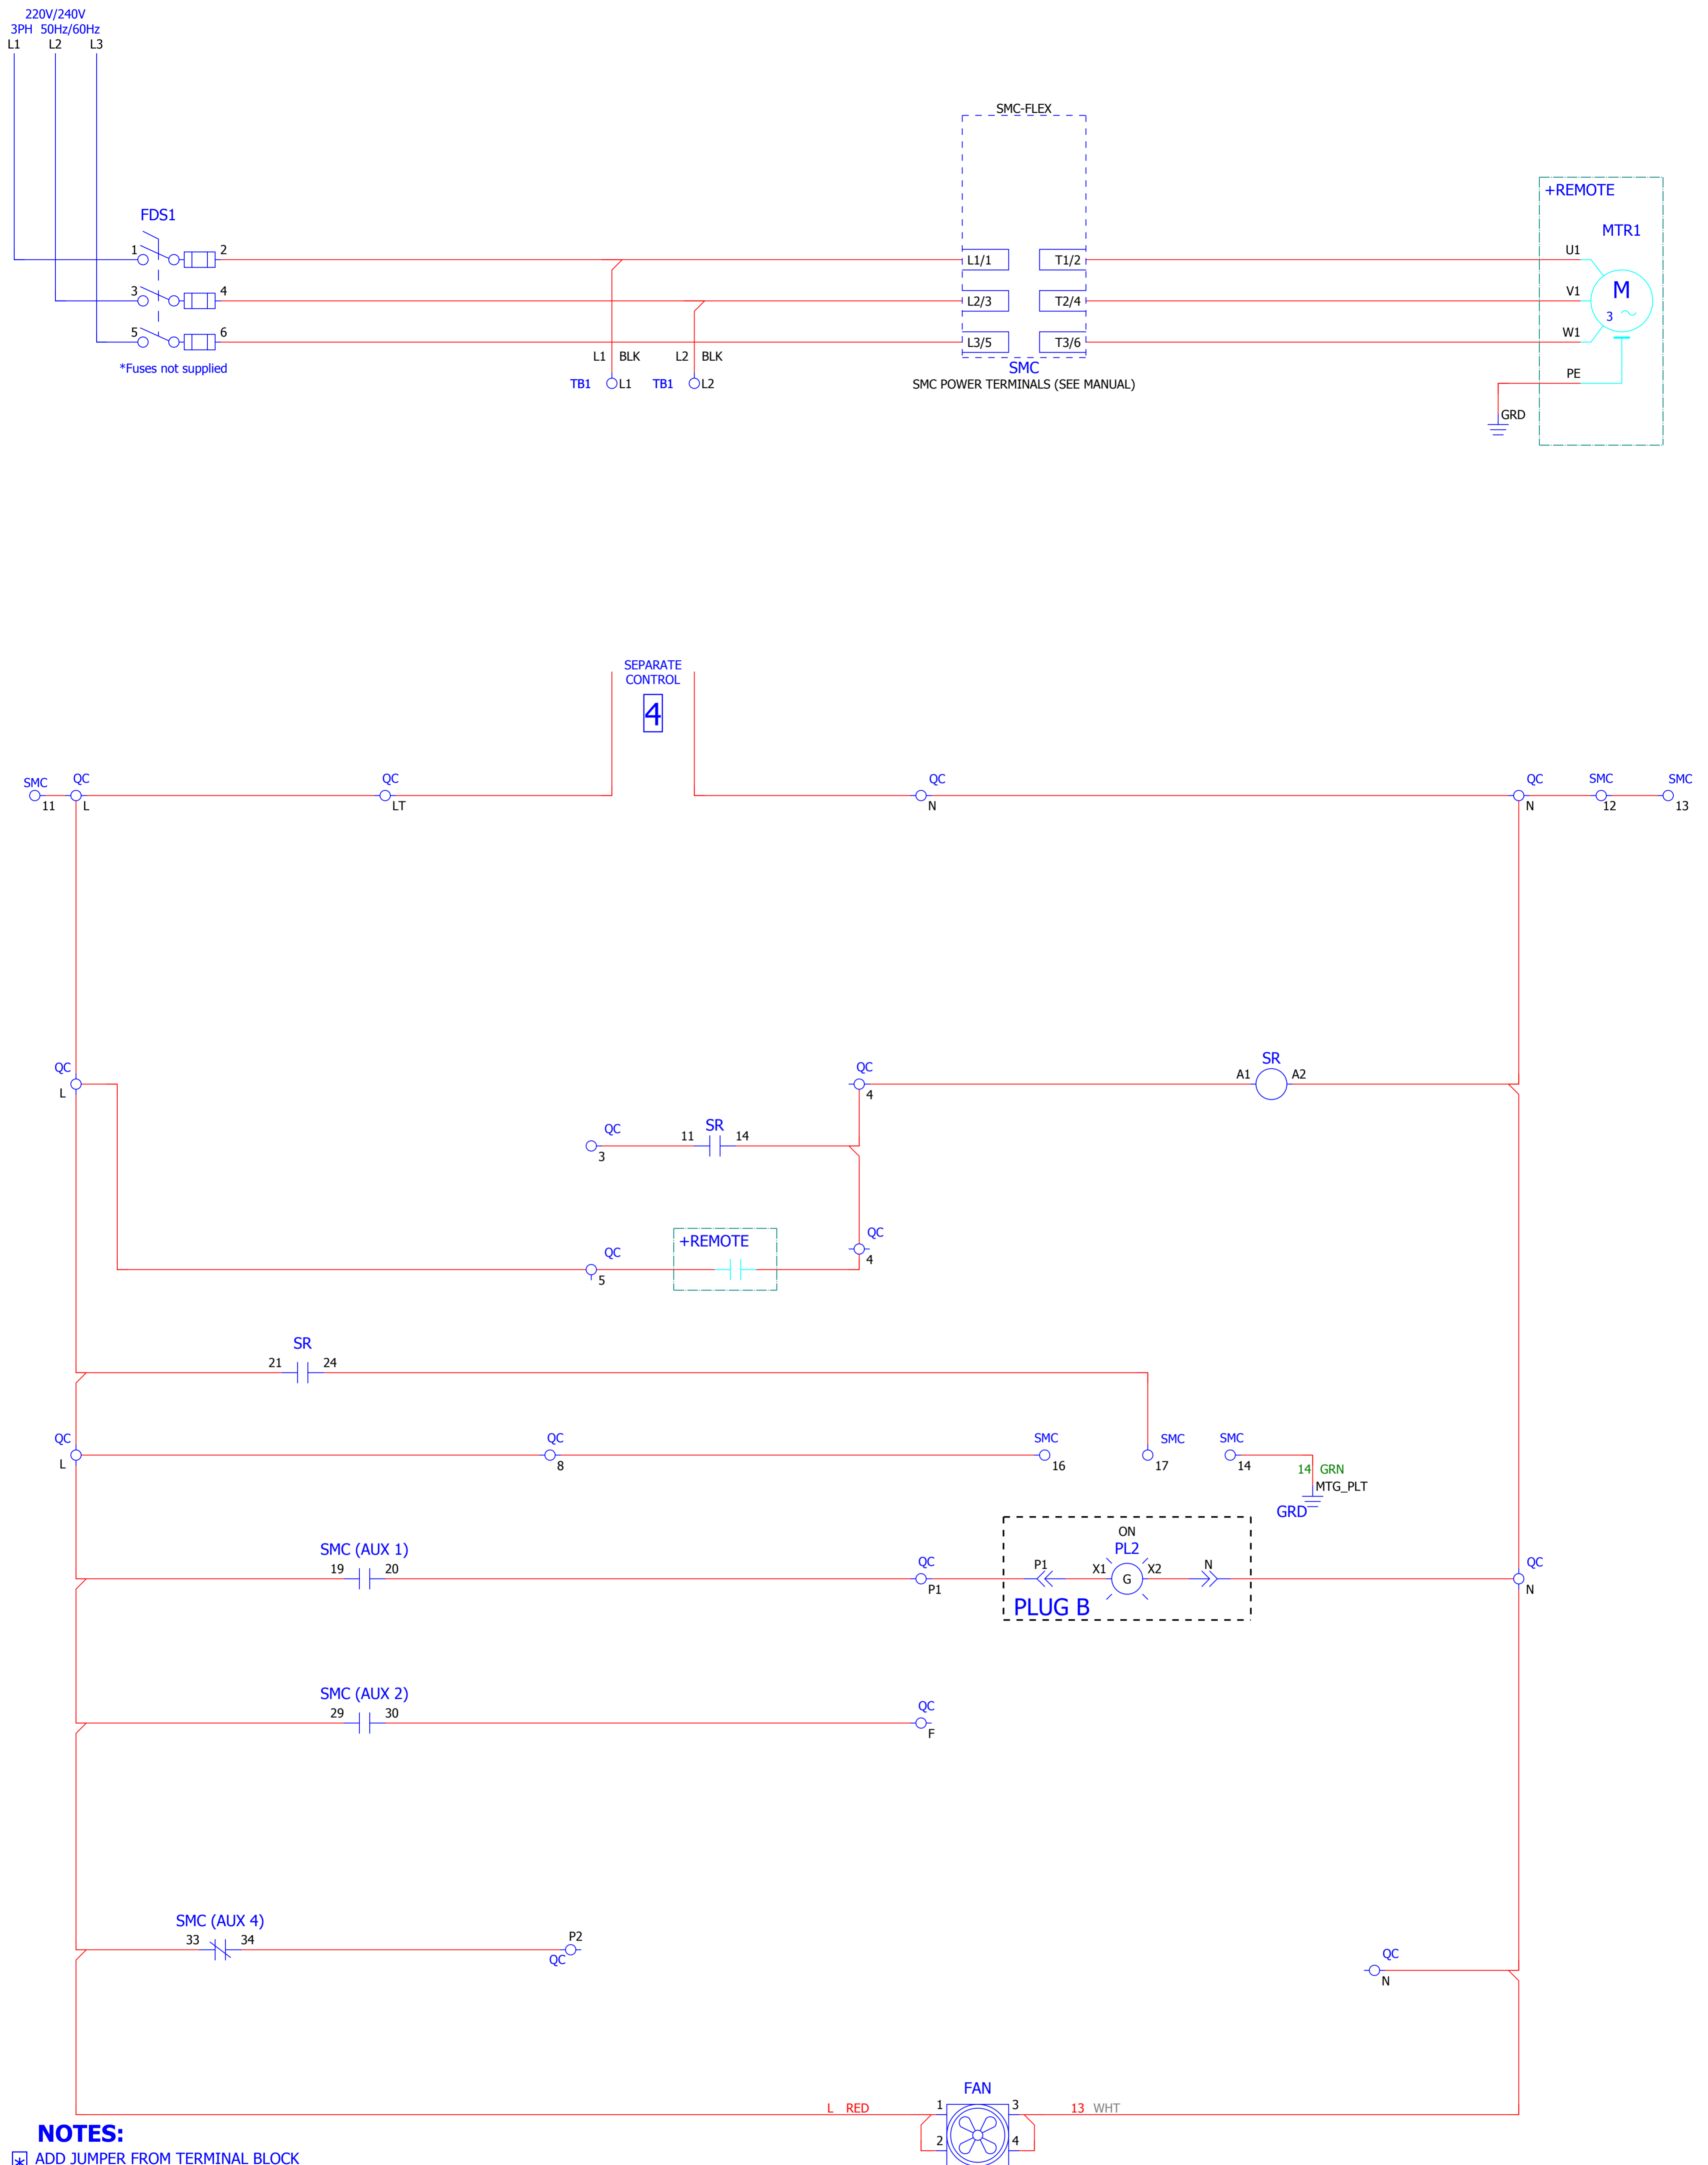 220V/240V
3PH 50Hz/60Hz
L1 L2 L3
SMC-FLEX
+REMOTE
FDS1
MTR1
1 2
L1/1 T1/2
U1
3 4
L2/3 T2/4
V1
M
3
5 6
L3/5 T3/6
W1
L1 BLK L2 BLK
*Fuses not supplied
SMC
PE
TB1 L1 TB1 L2
SMC POWER TERMINALS (SEE MANUAL)
GRD
SEPARATE
CONTROL
4
SMC QC QC QC QC SMC SMC
11 L LT N N 12 13
QC QC SR
A1 A2
L 4
QC SR
11 14
3
QC
+REMOTE
QC
4
5
SR
21 24
QC QC SMC SMC SMC
L 8 16 17 14
14 GRN
MTG_PLT
GRD
ON
SMC (AUX 1)
PL2
19 20
QC
P1 X1 X2 N
QC
G
P1
N
PLUG B
SMC (AUX 2)
29 30
QC
F
SMC (AUX 4)
33 34
P2
QC
QC
N
FAN
L RED
1 3
13 WHT
2 4
NOTES:
* ADD JUMPER FROM TERMINAL BLOCK